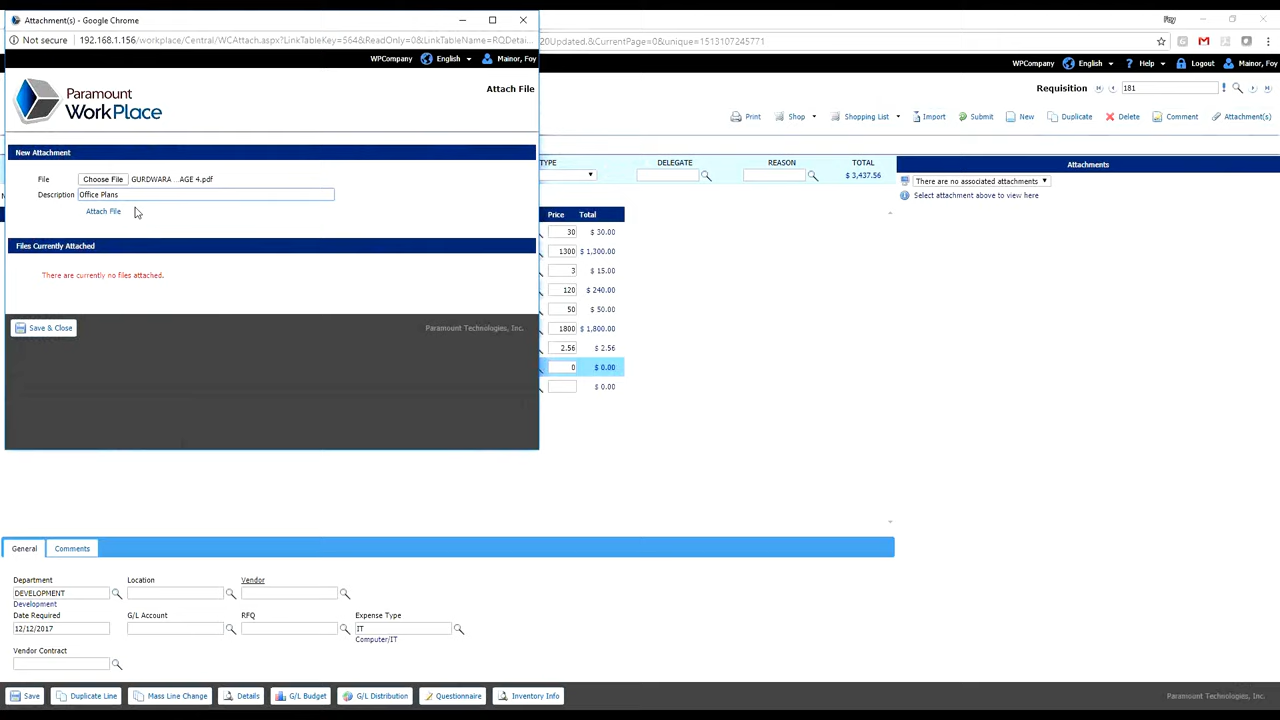 Attachment(s) - Google Chrome
Foy
Not secure 192.168.1.156/workplace/Central/WCAttach.aspx?LinkTableKey=564&ReadOnly=0&LinkTableName=RQDetai...
20Updated.&CurrentPage=0&unique=1513107245771
WPCompany English Mainor, Foy
WPCompany English Help Logout Mainor, Foy
Paramount
WorkPlace
Attach File
Requisition 181
Print Shop Shopping List Import Submit New Duplicate Delete Comment Attachment(s)
New Attachment
TYPE DELEGATE REASON TOTAL
$ 3,437.56
Attachments
There are no associated attachments
Select attachment above to view here
File Choose File GURDWARA ...AGE 4.pdf
Description Office Plans
Attach File
Files Currently Attached
There are currently no files attached.
Save & Close
Paramount Technologies, Inc.
Price Total
30 $ 30.00
1300 $ 1,300.00
3 $ 15.00
120 $ 240.00
50 $ 50.00
1800 $ 1,800.00
2.56 $ 2.56
0 $ 0.00
$ 0.00
General Comments
Department Location Vendor
DEVELOPMENT
Development
Date Required G/L Account RFQ Expense Type
12/12/2017 IT
Computer/IT
Vendor Contract
Save Duplicate Line Mass Line Change Details G/L Budget G/L Distribution Questionnaire Inventory Info
Paramount Technologies, Inc.